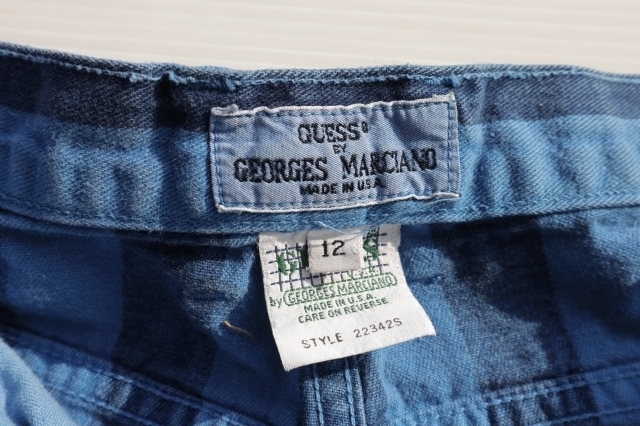 GUESS®
BY
GEORGES MARCIANO
MADE IN U.S.A.
12
by GEORGES MARCIANO
MADE IN U.S.A.
CARE ON REVERSE
STYLE 22342S